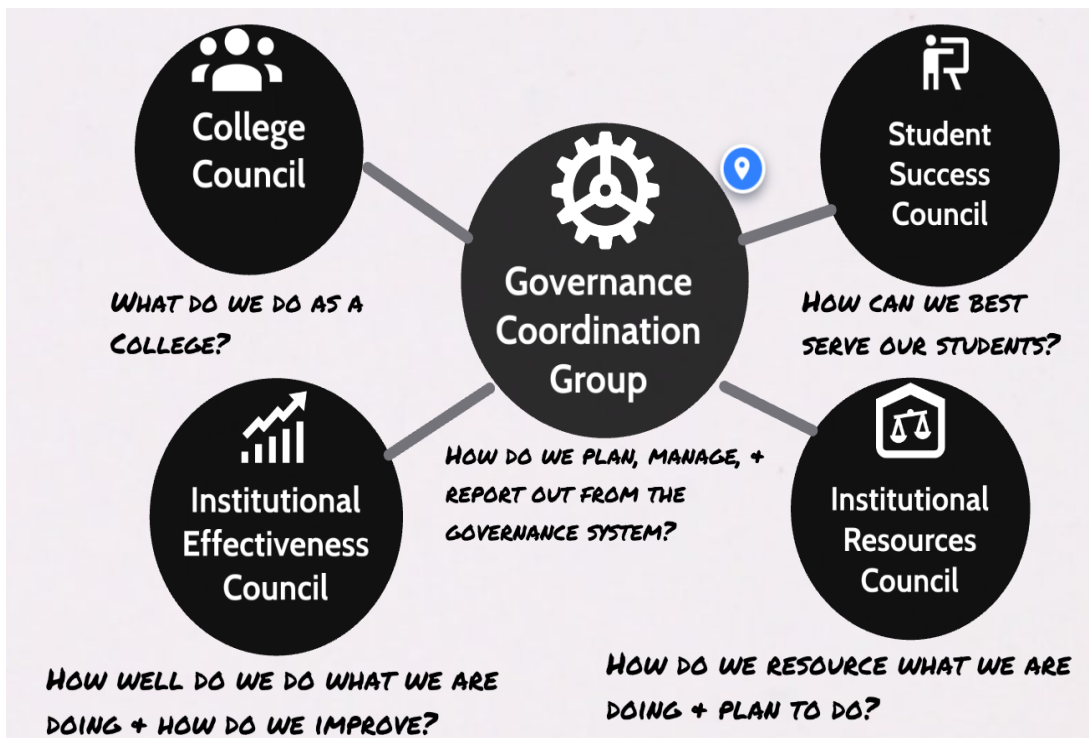 College
Council
WHAT DO WE DO AS A
COLLEGE?
Governance
Coordination
Group
HOW DO WE PLAN, MANAGE, +
REPORT OUT FROM THE
GOVERNANCE SYSTEM?
Student
Success
Council
HOW CAN WE BEST
SERVE OUR STUDENTS?
Institutional
Effectiveness
Council
HOW WELL DO WE DO WHAT WE ARE
DOING + HOW DO WE IMPROVE?
Institutional
Resources
Council
HOW DO WE RESOURCE WHAT WE ARE
DOING + PLAN TO DO?